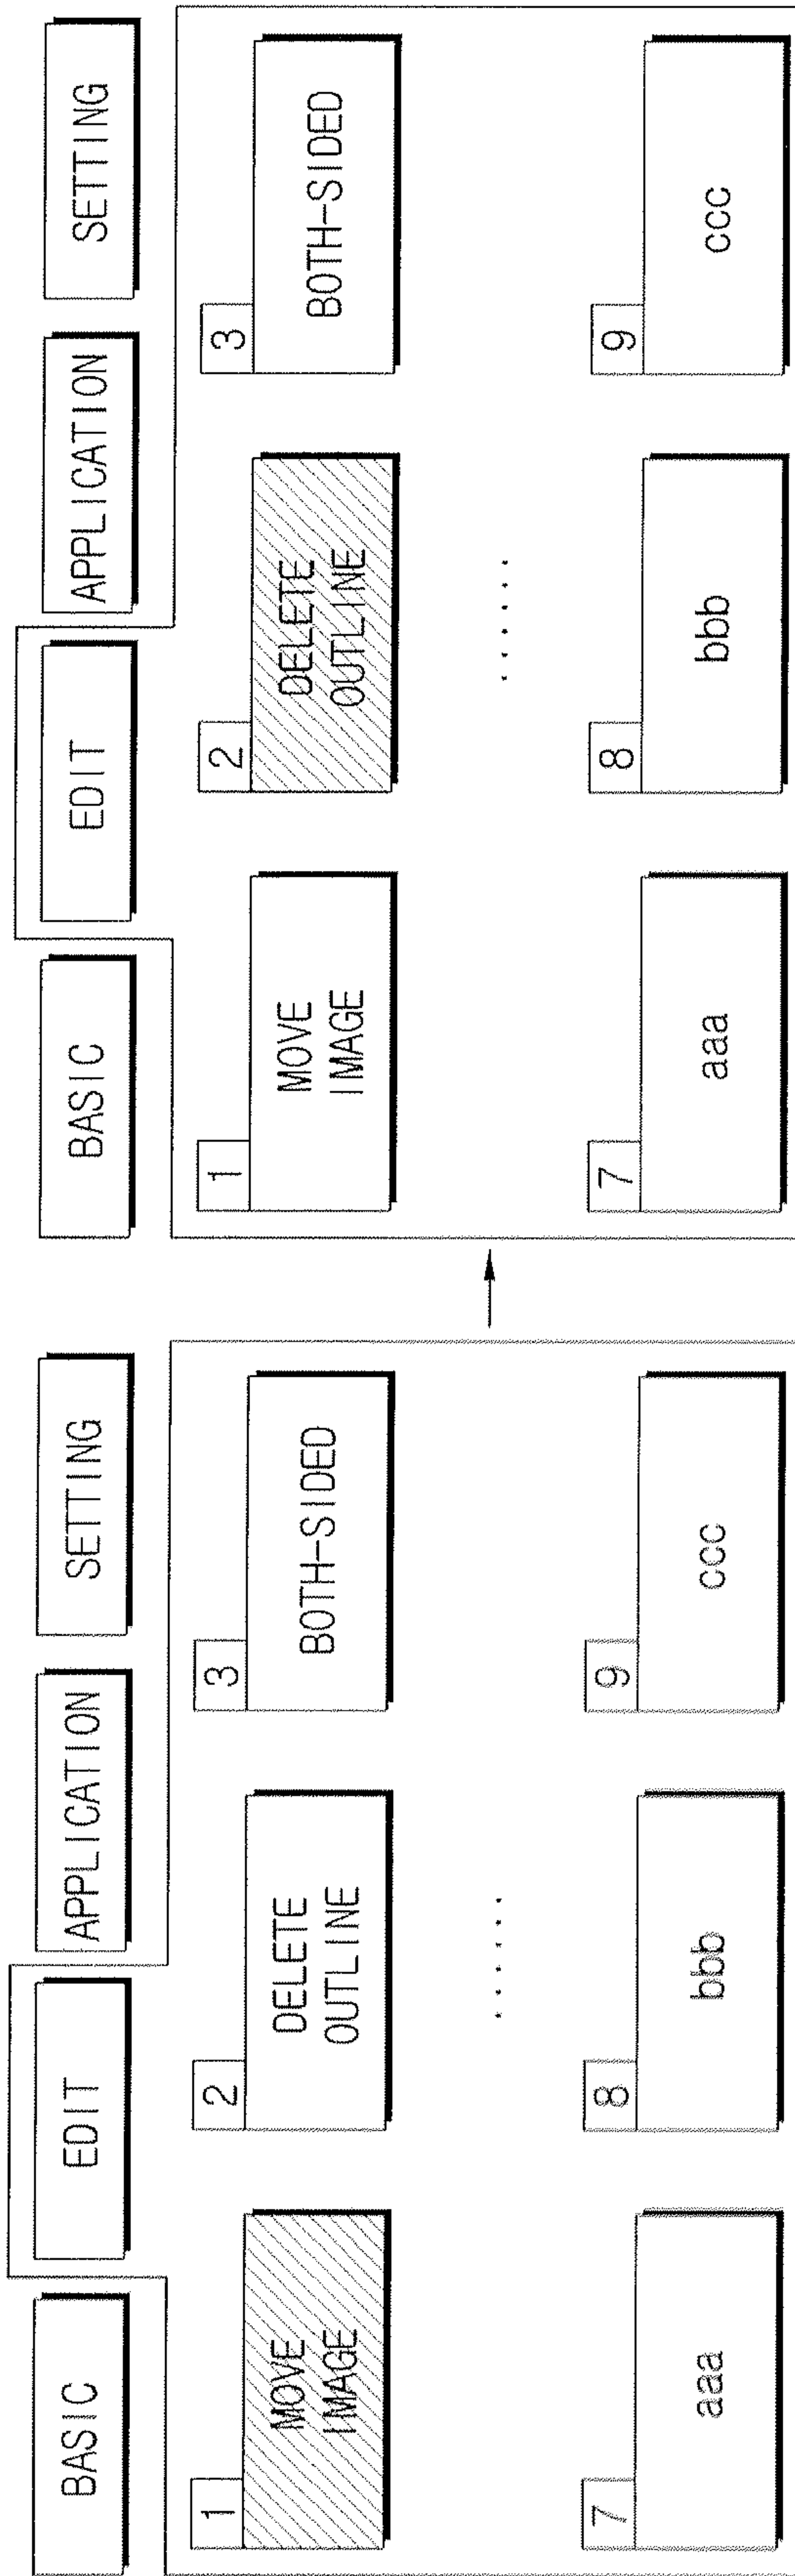 BASIC
EDIT
APPLICATION
SETTING
1
MOVE
IMAGE
2
DELETE
OUTLINE
3
BOTH-SIDED
......
7
aaa
8
bbb
9
ccc
BASIC
EDIT
APPLICATION
SETTING
1
MOVE
IMAGE
2
DELETE
OUTLINE
3
BOTH-SIDED
......
7
aaa
8
bbb
9
ccc